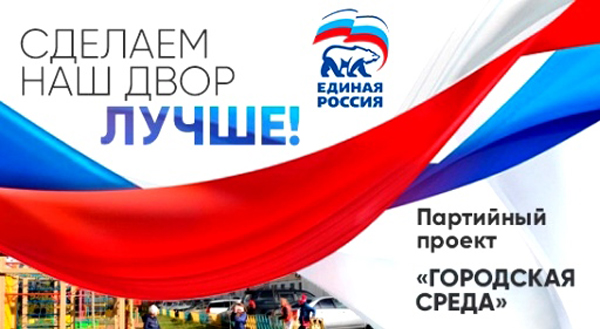 СДЕЛАЕМ
НАШ ДВОР
ЛУЧШЕ!
ЕДИНАЯ
РОССИЯ
Партийный
проект
«ГОРОДСКАЯ
СРЕДА»